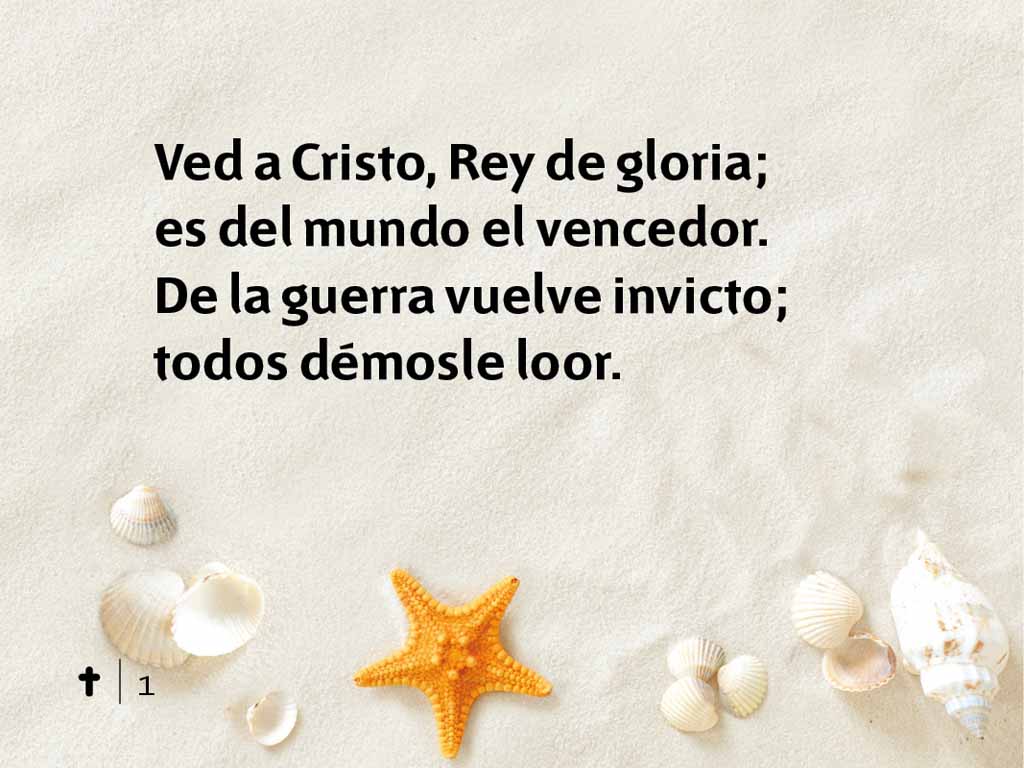 Ved a Cristo, Rey de gloria;
es del mundo el vencedor.
De la guerra vuelve invicto;
todos démosle loor.
1